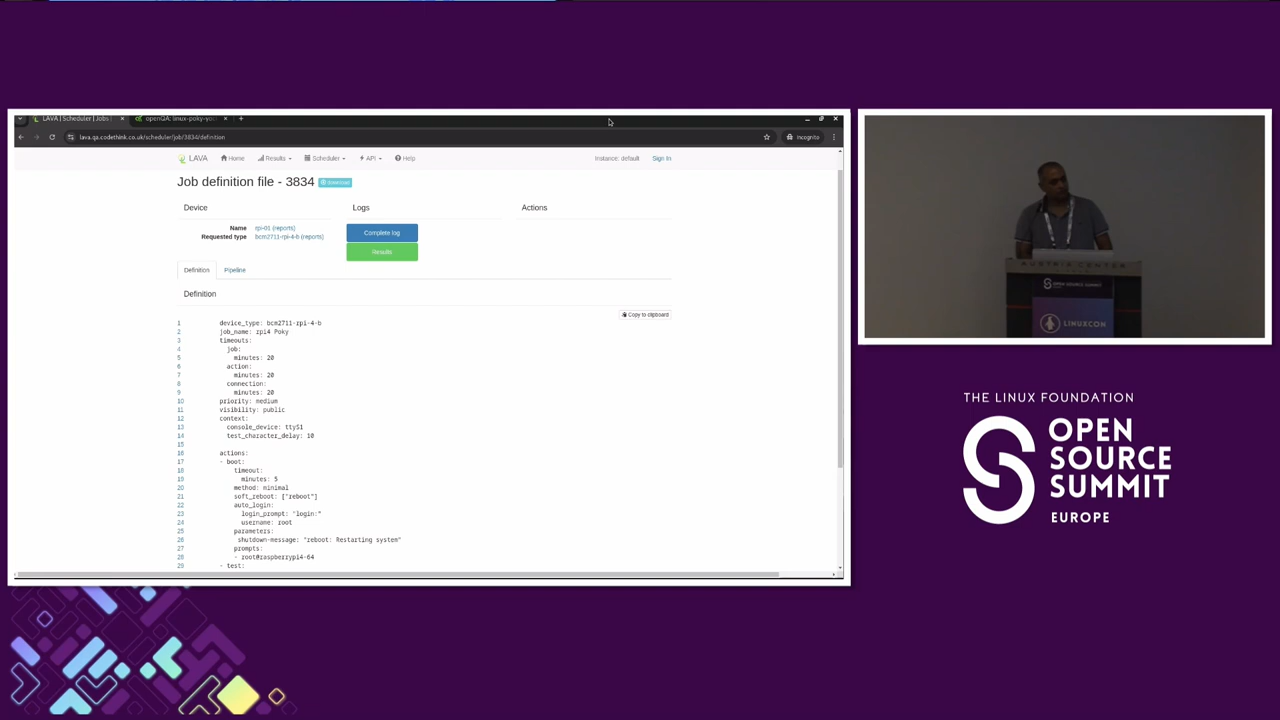 LAVA | Scheduler | Jobs
openQA: linux-poky-yo
lava.qa.codethink.co.uk/scheduler/job/3834/definition
Incognito
LAVA
Home
Results
Scheduler
API
Help
Instance: default
Sign In
Job definition file - 3834
download
Device
Logs
Actions
Name
rpi-01 (reports)
Requested type
bcm2711-rpi-4-b (reports)
Complete log
Results
Definition
Pipeline
Definition
Copy to clipboard
1 device_type: bcm2711-rpi-4-b
2 job_name: rpi4 Poky
3 timeouts:
4 job:
5 minutes: 20
6 action:
7 minutes: 20
8 connection:
9 minutes: 20
10 priority: medium
11 visibility: public
12 context:
13 console_device: ttyS1
14 test_character_delay: 10
15
16 actions:
17 - boot:
18 timeout:
19 minutes: 5
20 method: minimal
21 soft_reboot: ["reboot"]
22 auto_login:
23 login_prompt: "login:"
24 username: root
25 parameters:
26 shutdown-message: "reboot: Restarting system"
27 prompts:
28 - root@raspberrypi4-64
29 - test:
AUSTRIA CENTER
OPEN SOURCE SUMMIT
LINUXCON
THE LINUX FOUNDATION
OPEN
SOURCE
SUMMIT
EUROPE